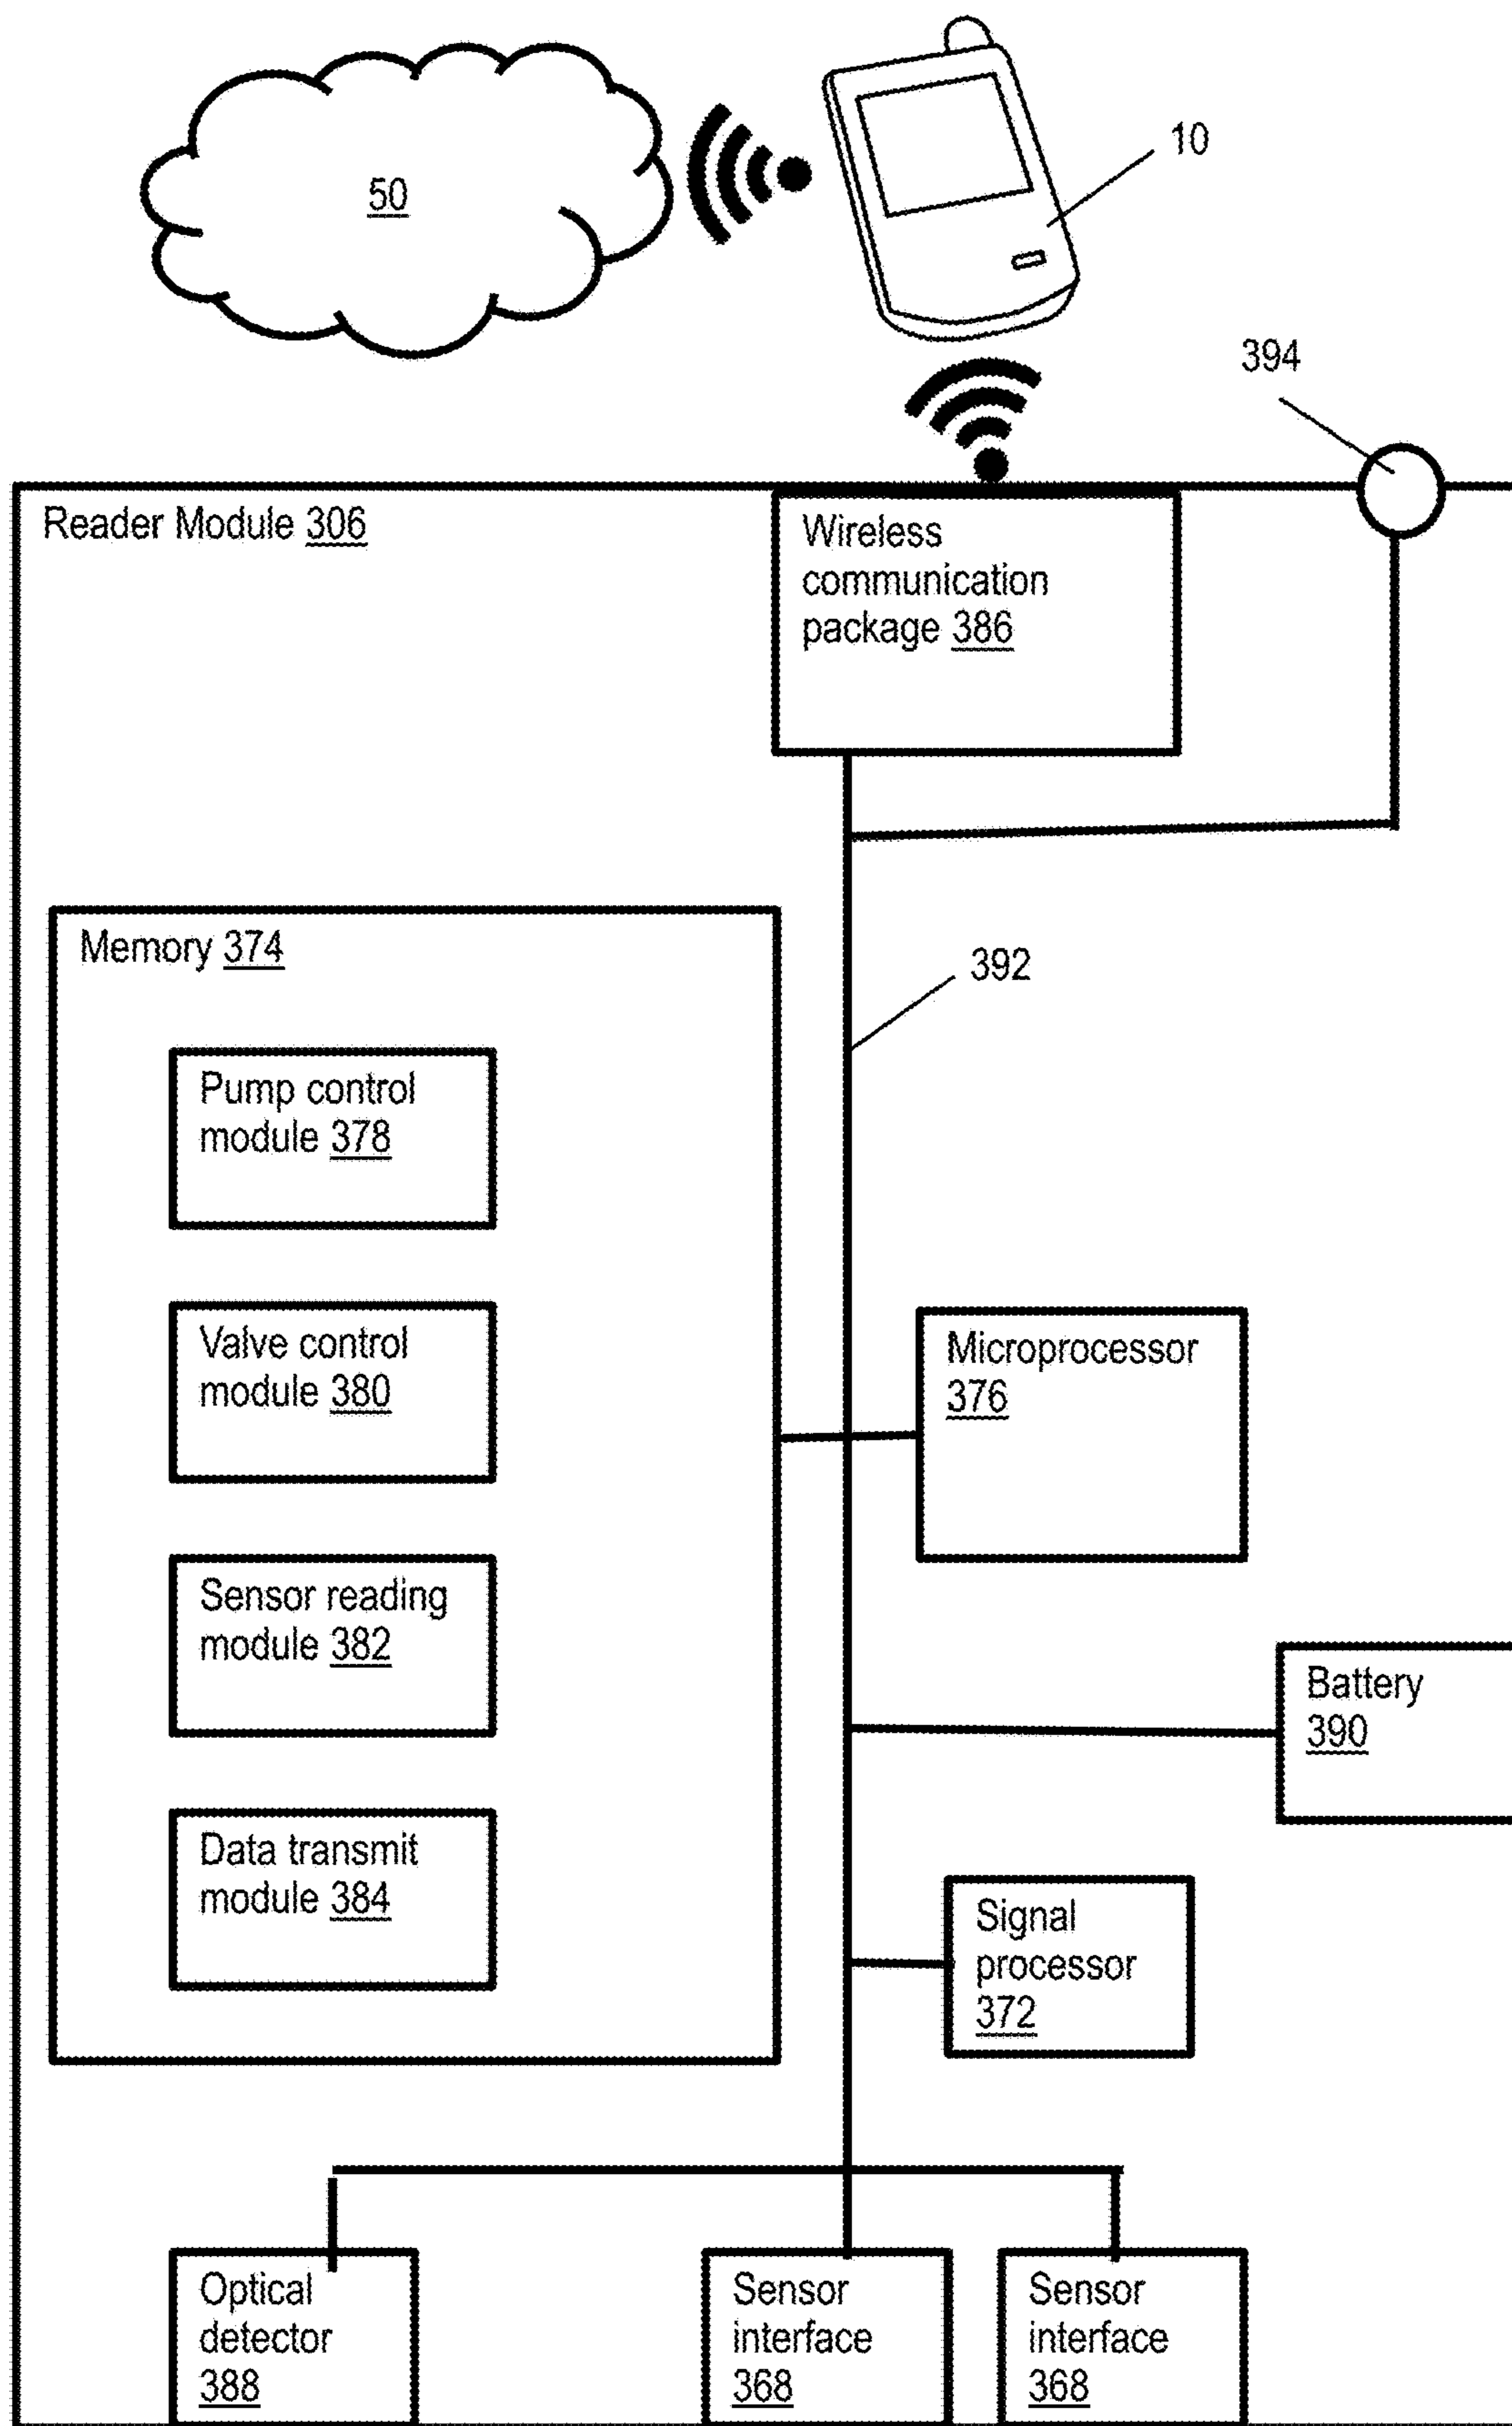 50
10
394
Reader Module 306
Wireless
communication
package 386
Memory 374
392
Pump control
module 378
Valve control
module 380
Microprocessor
376
Sensor reading
module 382
Battery
390
Data transmit
module 384
Signal
processor
372
Optical
detector
388
Sensor
interface
368
Sensor
interface
368